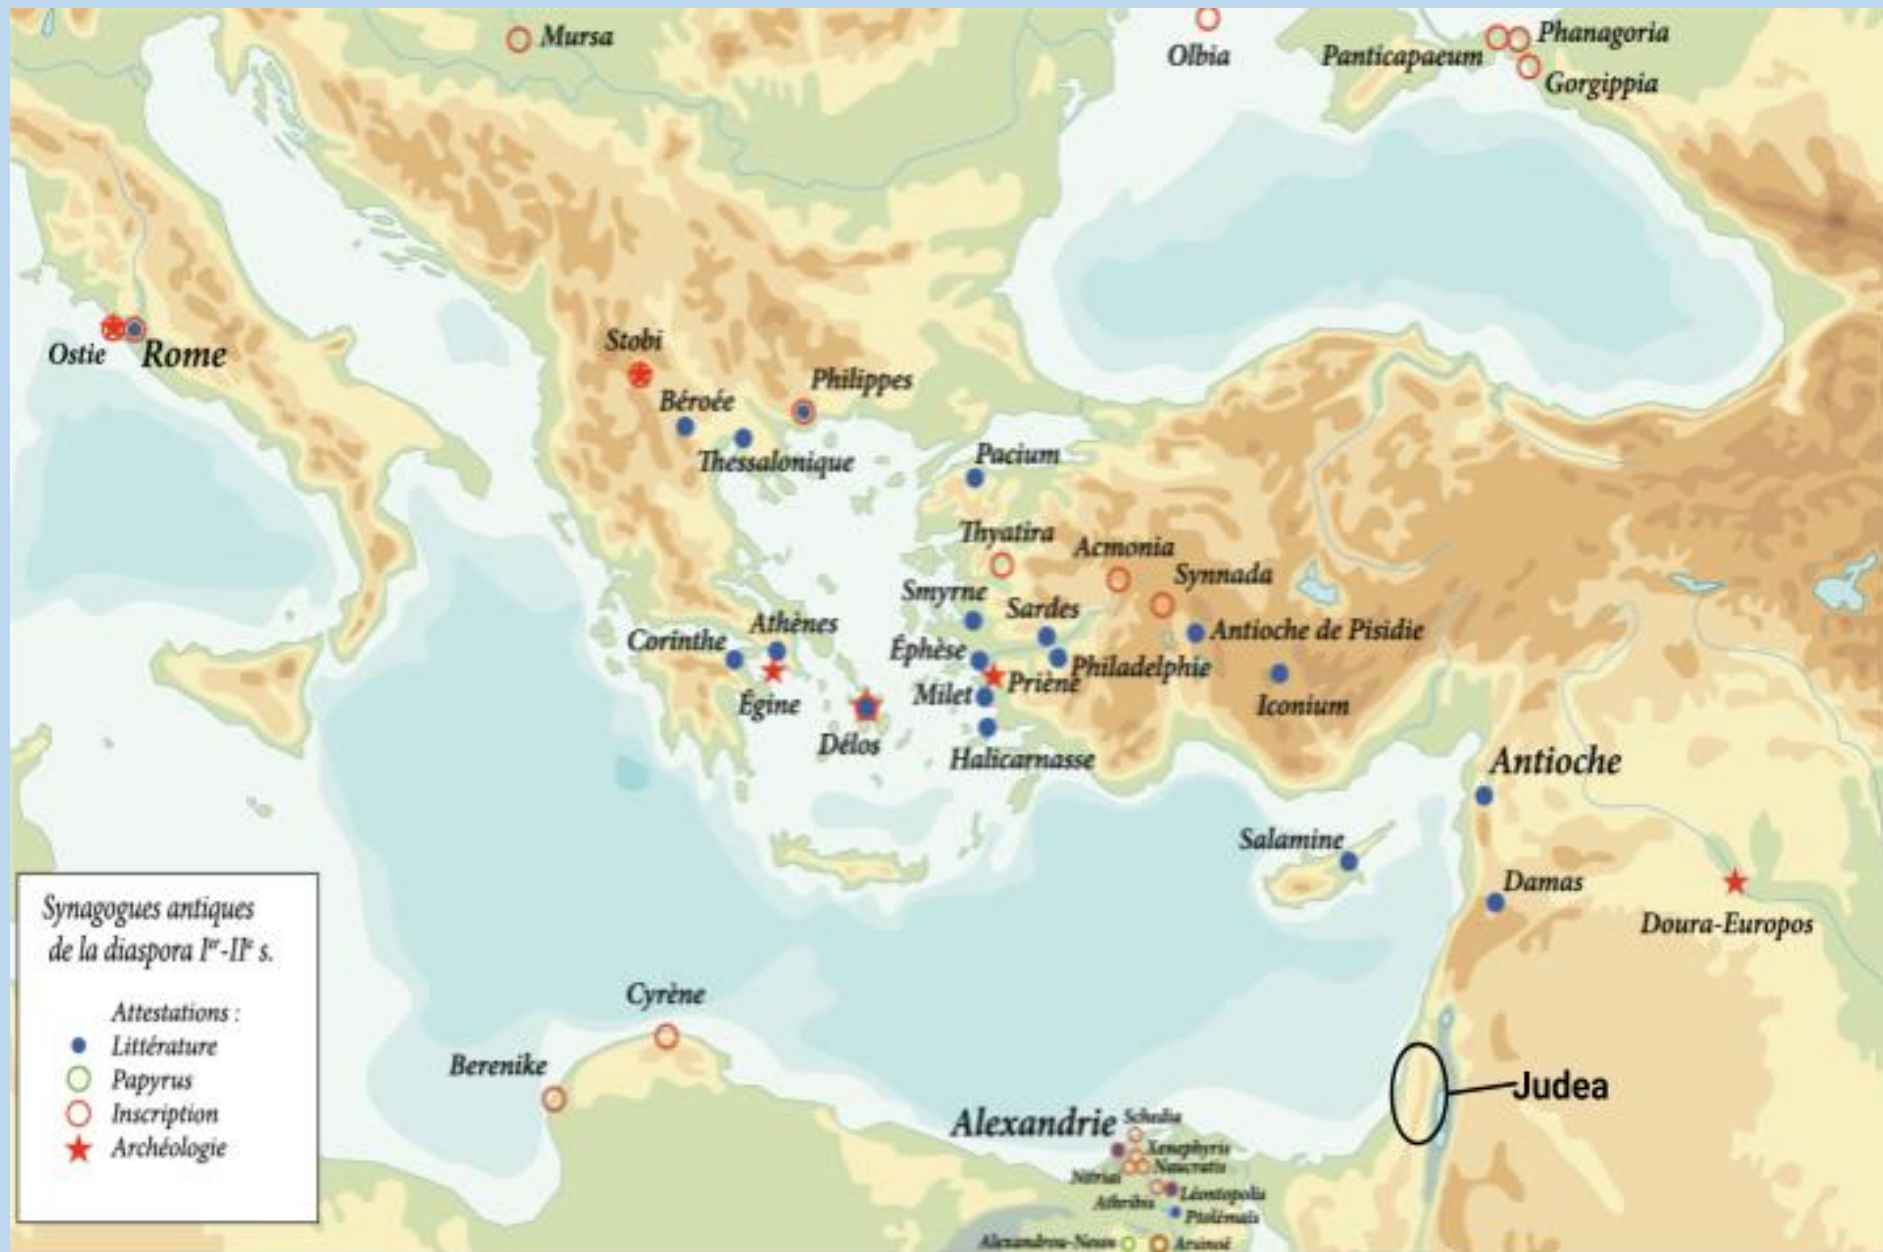 Mursa
Olbia
Panticapaeum
Phanagoria
Gorgippia
Ostie
Rome
Stobi
Béroée
Philippes
Thessalonique
Pacium
Thyatira
Acmonia
Synnada
Smyrne
Sardes
Antioche de Pisidie
Corinthe
Athènes
Éphèse
Philadelphie
Priène
Milet
Égine
Iconium
Délos
Halicarnasse
Antioche
Salamine
Damas
Doura-Europos
Synagogues antiques
de la diaspora Iᵉʳ-IIᵉ s.
Attestations :
Littérature
Papyrus
Inscription
Archéologie
Cyrène
Berenike
Judea
Alexandrie
Schedia
Xenephyris
Naucratis
Nitriai
Athribis
Léontopolis
Ptolémaïs
Alexandrou-Nesos
Arsinoé